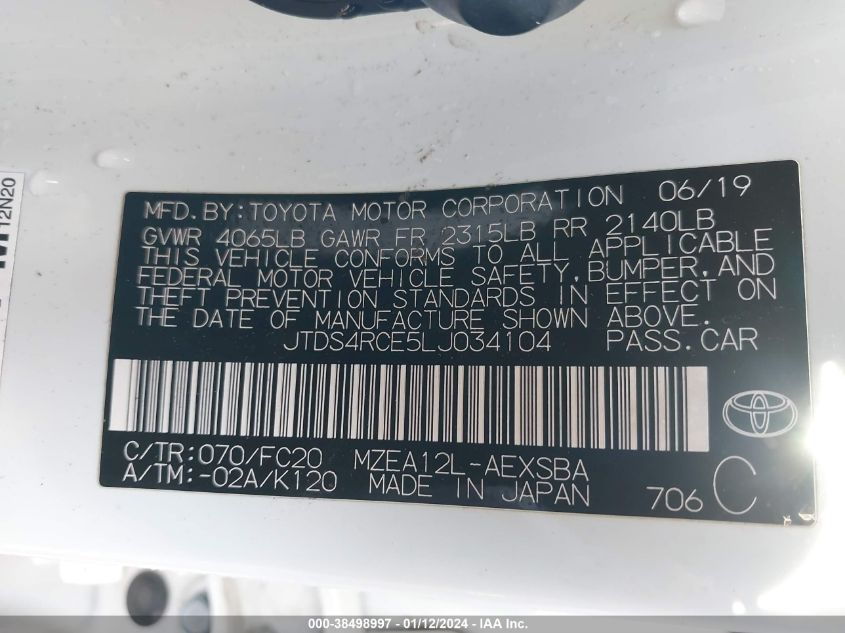 12N20
MFD.BY:TOYOTA MOTOR CORPORATION 06/19
GVWR 4065LB GAWR FR 2315LB RR 2140LB
THIS VEHICLE CONFORMS TO ALL APPLICABLE
FEDERAL MOTOR VEHICLE SAFETY,BUMPER,AND
THEFT PREVENTION STANDARDS IN EFFECT ON
THE DATE OF MANUFACTURE SHOWN ABOVE.
JTDS4RCE5LJ034104 PASS.CAR
C/TR:070/FC20 MZEA12L-AEXSBA
A/TM:-02A/K120 MADE IN JAPAN
706 C
000-38498997 - 01/12/2024 - IAA Inc.